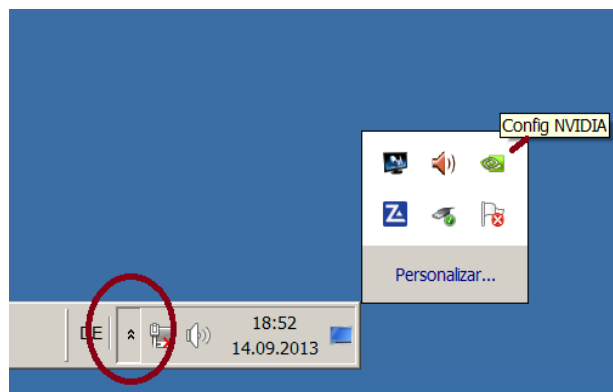 Config NVIDIA
Z
Personalizar...
DE
18:52
14.09.2013